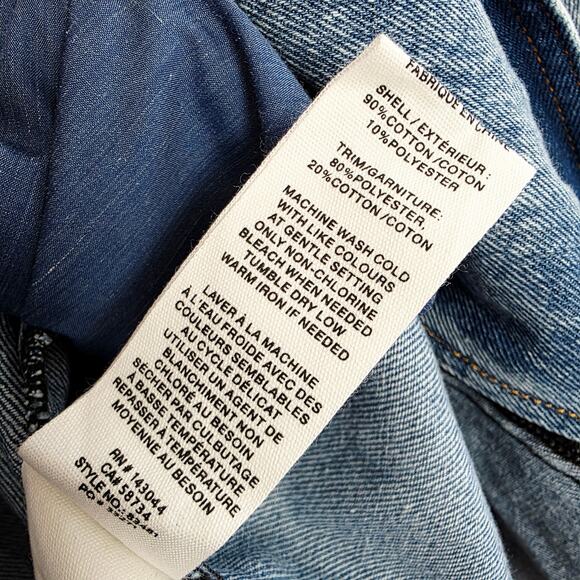 FABRIQUE EN
SHELL / EXTÉRIEUR :
90%COTTON /COTON
10%POLYESTER
TRIM/GARNITURE:
80%POLYESTER,
20%COTTON /COTON
MACHINE WASH COLD
WITH LIKE COLOURS
AT GENTLE SETTING
ONLY NON-CHLORINE
BLEACH WHEN NEEDED
TUMBLE DRY LOW
WARM IRON IF NEEDED
LAVER À LA MACHINE
À L'EAU FROIDE AVEC DES
COULEURS SEMBLABLES
AU CYCLE DÉLICAT
UTILISER UN AGENT DE
BLANCHIMENT NON
CHLORÉ AU BESOIN
SECHER PAR CULBUTAGE
À BASSE TEMPÉRATURE
REPASSER À TEMPÉRATURE
MOYENNE AU BESOIN
RN# 143044
CA# 58734
STYLE NO.:
PO #